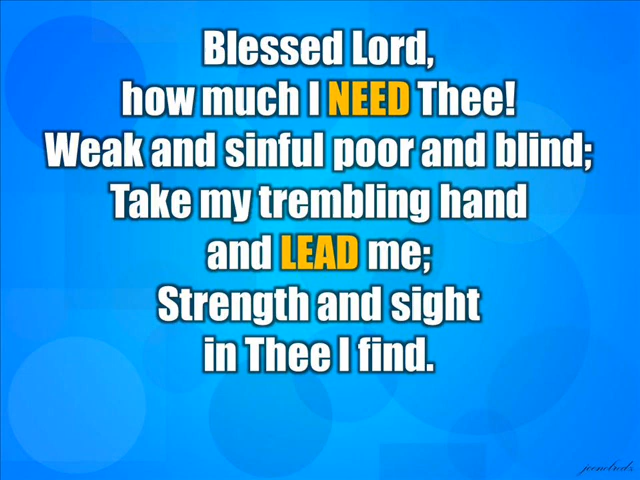 Blessed Lord,
how much I NEED Thee!
Weak and sinful poor and blind;
Take my trembling hand
and LEAD me;
Strength and sight
in Thee I find.